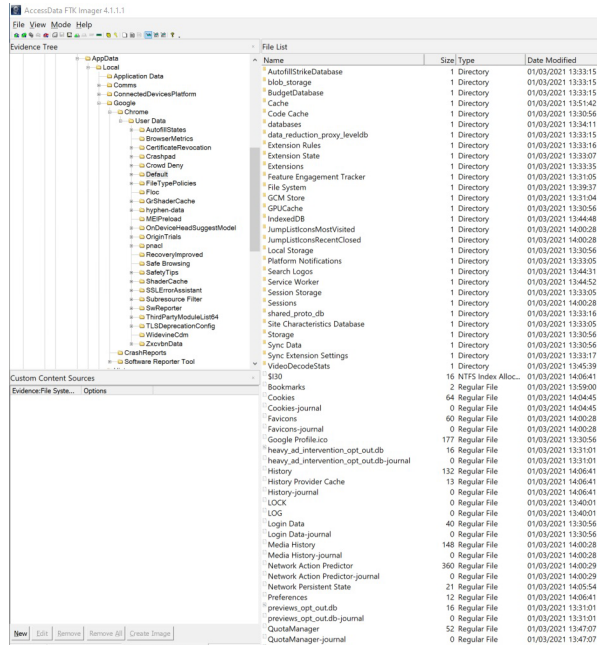 AccessData FTK Imager 4.1.1.1
File View Mode Help
Evidence Tree
AppData
Local
Application Data
Comms
ConnectedDevicesPlatform
Google
Chrome
User Data
AutofillStates
BrowserMetrics
CertificateRevocation
Crashpad
Crowd Deny
Default
FileTypePolicies
Floc
GrShaderCache
hyphen-data
MEIPreload
OnDeviceHeadSuggestModel
OriginTrials
pnacl
RecoveryImproved
Safe Browsing
SafetyTips
ShaderCache
SSLErrorAssistant
Subresource Filter
SwReporter
ThirdPartyModuleList64
TLSDeprecationConfig
WidevineCdm
ZxcvbnData
CrashReports
Software Reporter Tool
Custom Content Sources
Evidence:File Syste... Options
New Edit Remove Remove All Create Image
File List
Name Size Type Date Modified
AutofillStrikeDatabase 1 Directory 01/03/2021 13:33:15
blob_storage 1 Directory 01/03/2021 13:33:15
BudgetDatabase 1 Directory 01/03/2021 13:33:15
Cache 1 Directory 01/03/2021 13:51:42
Code Cache 1 Directory 01/03/2021 13:30:56
databases 1 Directory 01/03/2021 13:34:11
data_reduction_proxy_leveldb 1 Directory 01/03/2021 13:33:15
Extension Rules 1 Directory 01/03/2021 13:33:16
Extension State 1 Directory 01/03/2021 13:33:07
Extensions 1 Directory 01/03/2021 13:33:35
Feature Engagement Tracker 1 Directory 01/03/2021 13:31:05
File System 1 Directory 01/03/2021 13:39:37
GCM Store 1 Directory 01/03/2021 13:31:04
GPUCache 1 Directory 01/03/2021 13:30:56
IndexedDB 1 Directory 01/03/2021 13:44:48
JumpListIconsMostVisited 1 Directory 01/03/2021 14:00:28
JumpListIconsRecentClosed 1 Directory 01/03/2021 14:00:28
Local Storage 1 Directory 01/03/2021 13:30:56
Platform Notifications 1 Directory 01/03/2021 13:33:05
Search Logos 1 Directory 01/03/2021 13:44:31
Service Worker 1 Directory 01/03/2021 13:44:52
Session Storage 1 Directory 01/03/2021 13:33:05
Sessions 1 Directory 01/03/2021 14:00:28
shared_proto_db 1 Directory 01/03/2021 13:33:16
Site Characteristics Database 1 Directory 01/03/2021 13:33:05
Storage 1 Directory 01/03/2021 13:30:56
Sync Data 1 Directory 01/03/2021 13:30:56
Sync Extension Settings 1 Directory 01/03/2021 13:33:17
VideoDecodeStats 1 Directory 01/03/2021 13:45:39
$I30 16 NTFS Index Alloc... 01/03/2021 14:06:41
Bookmarks 2 Regular File 01/03/2021 13:59:00
Cookies 64 Regular File 01/03/2021 14:04:45
Cookies-journal 0 Regular File 01/03/2021 14:04:45
Favicons 60 Regular File 01/03/2021 14:00:28
Favicons-journal 0 Regular File 01/03/2021 14:00:28
Google Profile.ico 177 Regular File 01/03/2021 13:30:56
heavy_ad_intervention_opt_out.db 16 Regular File 01/03/2021 13:31:01
heavy_ad_intervention_opt_out.db-journal 0 Regular File 01/03/2021 13:31:01
History 132 Regular File 01/03/2021 14:06:41
History Provider Cache 13 Regular File 01/03/2021 14:06:41
History-journal 0 Regular File 01/03/2021 14:06:41
LOCK 0 Regular File 01/03/2021 13:40:01
LOG 0 Regular File 01/03/2021 13:40:01
Login Data 40 Regular File 01/03/2021 13:30:56
Login Data-journal 0 Regular File 01/03/2021 13:30:56
Media History 148 Regular File 01/03/2021 14:00:28
Media History-journal 0 Regular File 01/03/2021 14:00:28
Network Action Predictor 360 Regular File 01/03/2021 14:00:29
Network Action Predictor-journal 0 Regular File 01/03/2021 14:00:29
Network Persistent State 21 Regular File 01/03/2021 14:05:54
Preferences 12 Regular File 01/03/2021 14:06:41
previews_opt_out.db 16 Regular File 01/03/2021 13:31:01
previews_opt_out.db-journal 0 Regular File 01/03/2021 13:31:01
QuotaManager 52 Regular File 01/03/2021 13:47:07
QuotaManager-journal 0 Regular File 01/03/2021 13:47:07